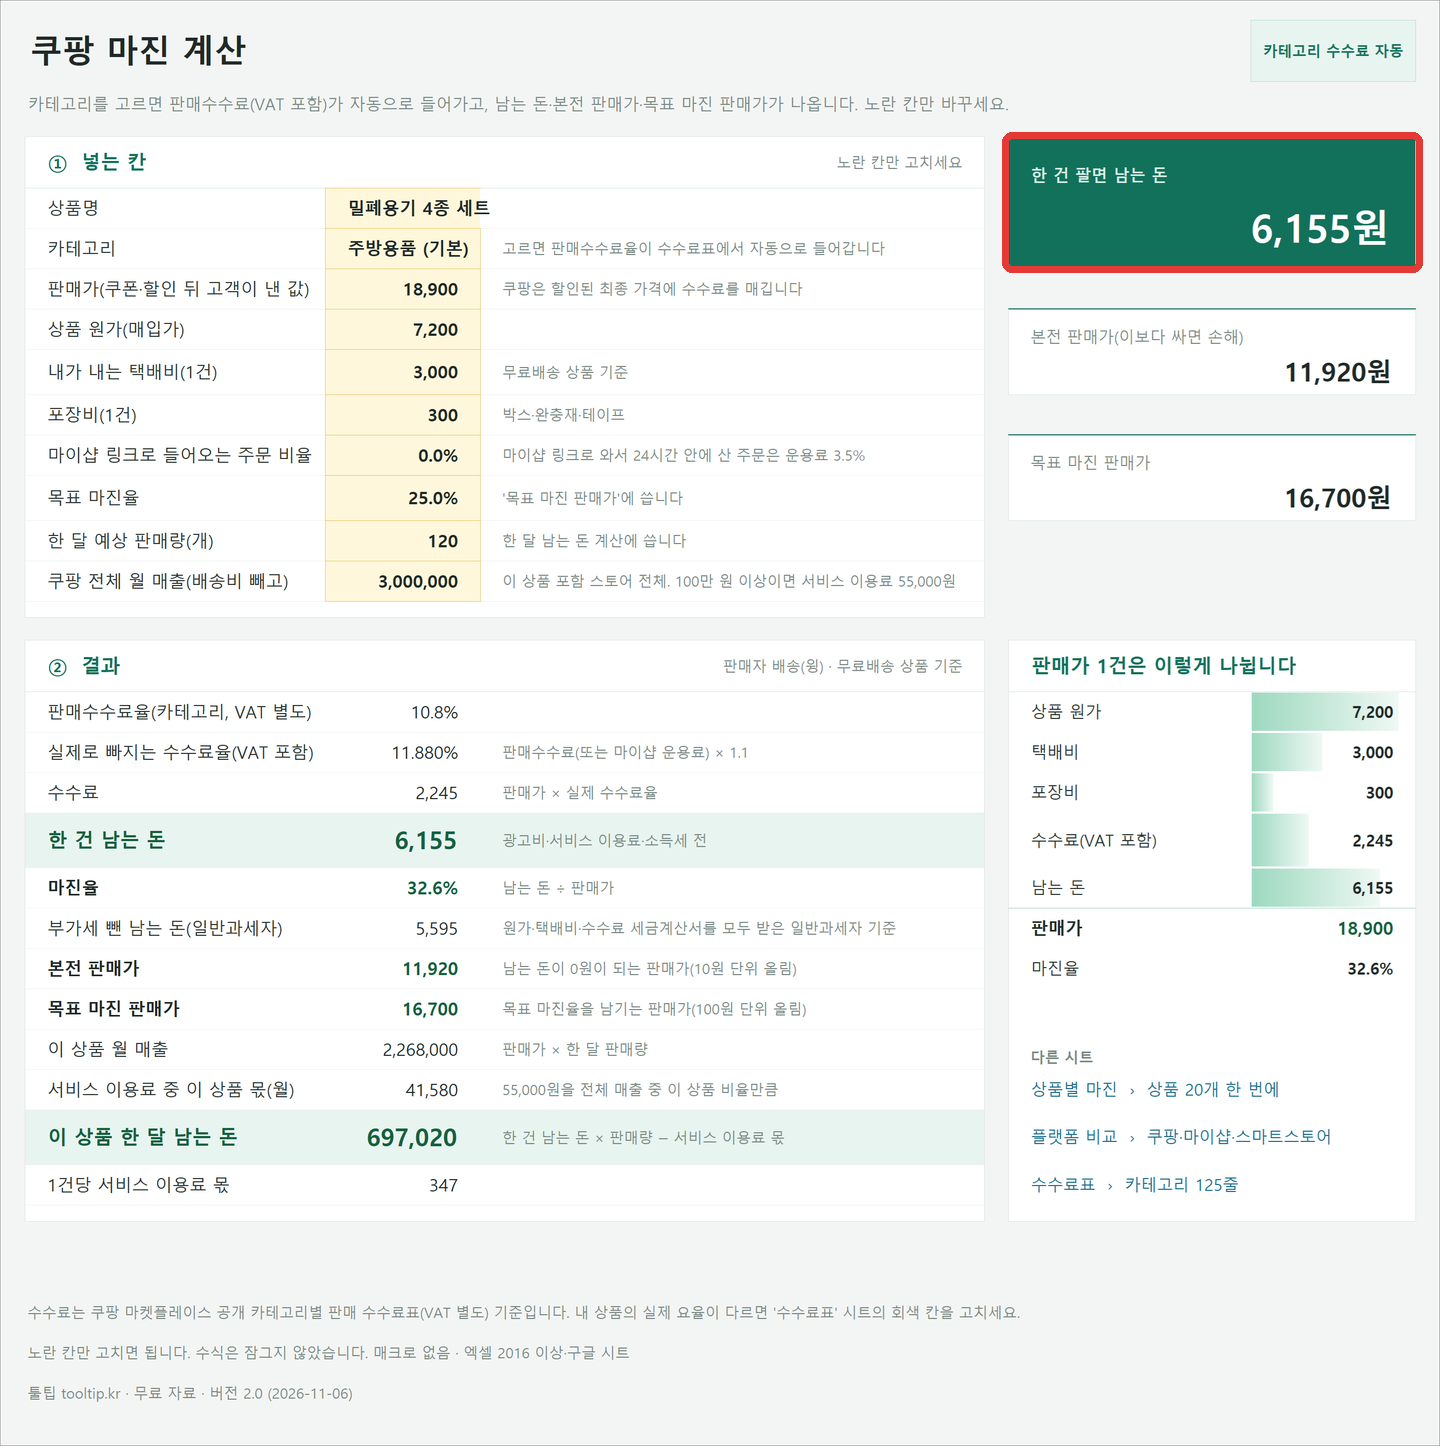 쿠팡 마진 계산
카테고리 수수료 자동
카테고리를 고르면 판매수수료(VAT 포함)가 자동으로 들어가고, 남는 돈·본전 판매가·목표 마진 판매가가 나옵니다. 노란 칸만 바꾸세요.
① 넣는 칸 노란 칸만 고치세요
상품명 밀폐용기 4종 세트
카테고리 주방용품 (기본) 고르면 판매수수료율이 수수료표에서 자동으로 들어갑니다
판매가(쿠폰·할인 뒤 고객이 낸 값) 18,900 쿠팡은 할인된 최종 가격에 수수료를 매깁니다
상품 원가(매입가) 7,200
내가 내는 택배비(1건) 3,000 무료배송 상품 기준
포장비(1건) 300 박스·완충재·테이프
마이샵 링크로 들어오는 주문 비율 0.0% 마이샵 링크로 와서 24시간 안에 산 주문은 운용료 3.5%
목표 마진율 25.0% '목표 마진 판매가'에 씁니다
한 달 예상 판매량(개) 120 한 달 남는 돈 계산에 씁니다
쿠팡 전체 월 매출(배송비 빼고) 3,000,000 이 상품 포함 스토어 전체. 100만 원 이상이면 서비스 이용료 55,000원
한 건 팔면 남는 돈
6,155원
본전 판매가(이보다 싸면 손해)
11,920원
목표 마진 판매가
16,700원
② 결과 판매자 배송(윙) · 무료배송 상품 기준
판매수수료율(카테고리, VAT 별도) 10.8%
실제로 빠지는 수수료율(VAT 포함) 11.880% 판매수수료(또는 마이샵 운용료) × 1.1
수수료 2,245 판매가 × 실제 수수료율
한 건 남는 돈 6,155 광고비·서비스 이용료·소득세 전
마진율 32.6% 남는 돈 ÷ 판매가
부가세 뺀 남는 돈(일반과세자) 5,595 원가·택배비·수수료 세금계산서를 모두 받은 일반과세자 기준
본전 판매가 11,920 남는 돈이 0원이 되는 판매가(10원 단위 올림)
목표 마진 판매가 16,700 목표 마진율을 남기는 판매가(100원 단위 올림)
이 상품 월 매출 2,268,000 판매가 × 한 달 판매량
서비스 이용료 중 이 상품 몫(월) 41,580 55,000원을 전체 매출 중 이 상품 비율만큼
이 상품 한 달 남는 돈 697,020 한 건 남는 돈 × 판매량 − 서비스 이용료 몫
1건당 서비스 이용료 몫 347
판매가 1건은 이렇게 나뉩니다
상품 원가 7,200
택배비 3,000
포장비 300
수수료(VAT 포함) 2,245
남는 돈 6,155
판매가 18,900
마진율 32.6%
다른 시트
상품별 마진 › 상품 20개 한 번에
플랫폼 비교 › 쿠팡·마이샵·스마트스토어
수수료표 › 카테고리 125줄
수수료는 쿠팡 마켓플레이스 공개 카테고리별 판매 수수료표(VAT 별도) 기준입니다. 내 상품의 실제 요율이 다르면 '수수료표' 시트의 회색 칸을 고치세요.
노란 칸만 고치면 됩니다. 수식은 잠그지 않았습니다. 매크로 없음 · 엑셀 2016 이상·구글 시트
툴팁 tooltip.kr · 무료 자료 · 버전 2.0 (2026-11-06)